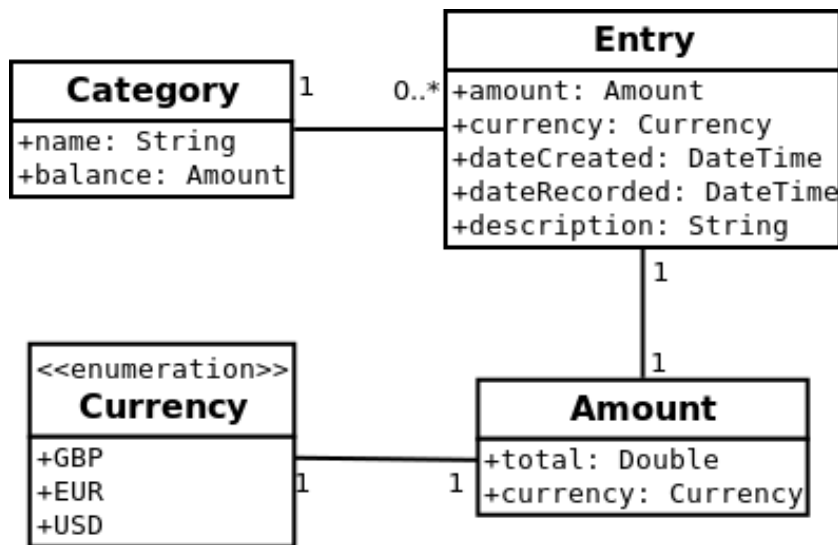 Category
+name: String
+balance: Amount
1
0..*
Entry
+amount: Amount
+currency: Currency
+dateCreated: DateTime
+dateRecorded: DateTime
+description: String
1
1
<<enumeration>>
Currency
+GBP
+EUR
+USD
1
1
Amount
+total: Double
+currency: Currency